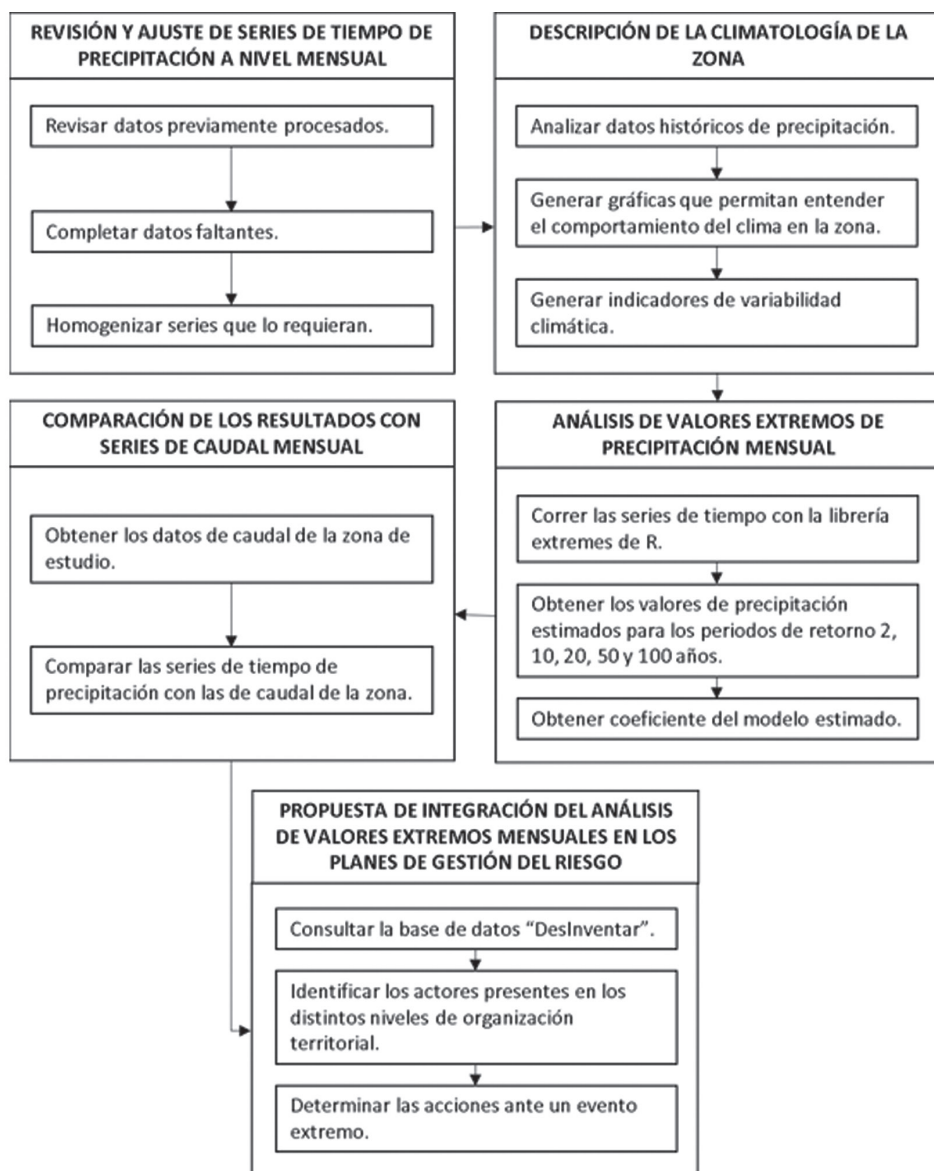 REVISIÓN Y AJUSTE DE SERIES DE TIEMPO DE
PRECIPITACIÓN A NIVEL MENSUAL
Revisar datos previamente procesados.
Completar datos faltantes.
Homogenizar series que lo requieran.
DESCRIPCIÓN DE LA CLIMATOLOGÍA DE LA
ZONA
Analizar datos históricos de precipitación.
Generar gráficas que permitan entender
el comportamiento del clima en la zona.
Generar indicadores de variabilidad
climática.
ANÁLISIS DE VALORES EXTREMOS DE
PRECIPITACIÓN MENSUAL
Correr las series de tiempo con la librería
extremes de R.
Obtener los valores de precipitación
estimados para los periodos de retorno 2,
10, 20, 50 y 100 años.
Obtener coeficiente del modelo estimado.
COMPARACIÓN DE LOS RESULTADOS CON
SERIES DE CAUDAL MENSUAL
Obtener los datos de caudal de la zona de
estudio.
Comparar las series de tiempo de
precipitación con las de caudal de la zona.
PROPUESTA DE INTEGRACIÓN DEL ANÁLISIS
DE VALORES EXTREMOS MENSUALES EN LOS
PLANES DE GESTIÓN DEL RIESGO
Consultar la base de datos “DesInventar”.
Identificar los actores presentes en los
distintos niveles de organización
territorial.
Determinar las acciones ante un evento
extremo.